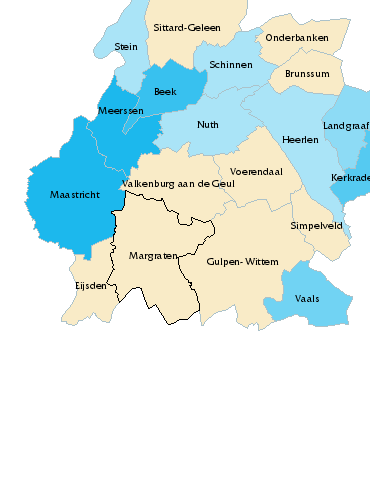 Sittard-Geleen
Onderbanken
Stein
Schinnen
Brunssum
Beek
Meerssen
Nuth
Landgraaf
Heerlen
Voerendaal
Kerkrade
Valkenburg aan de Geul
Maastricht
Simpelveld
Margraten
Gulpen-Wittem
Eijsden
Vaals